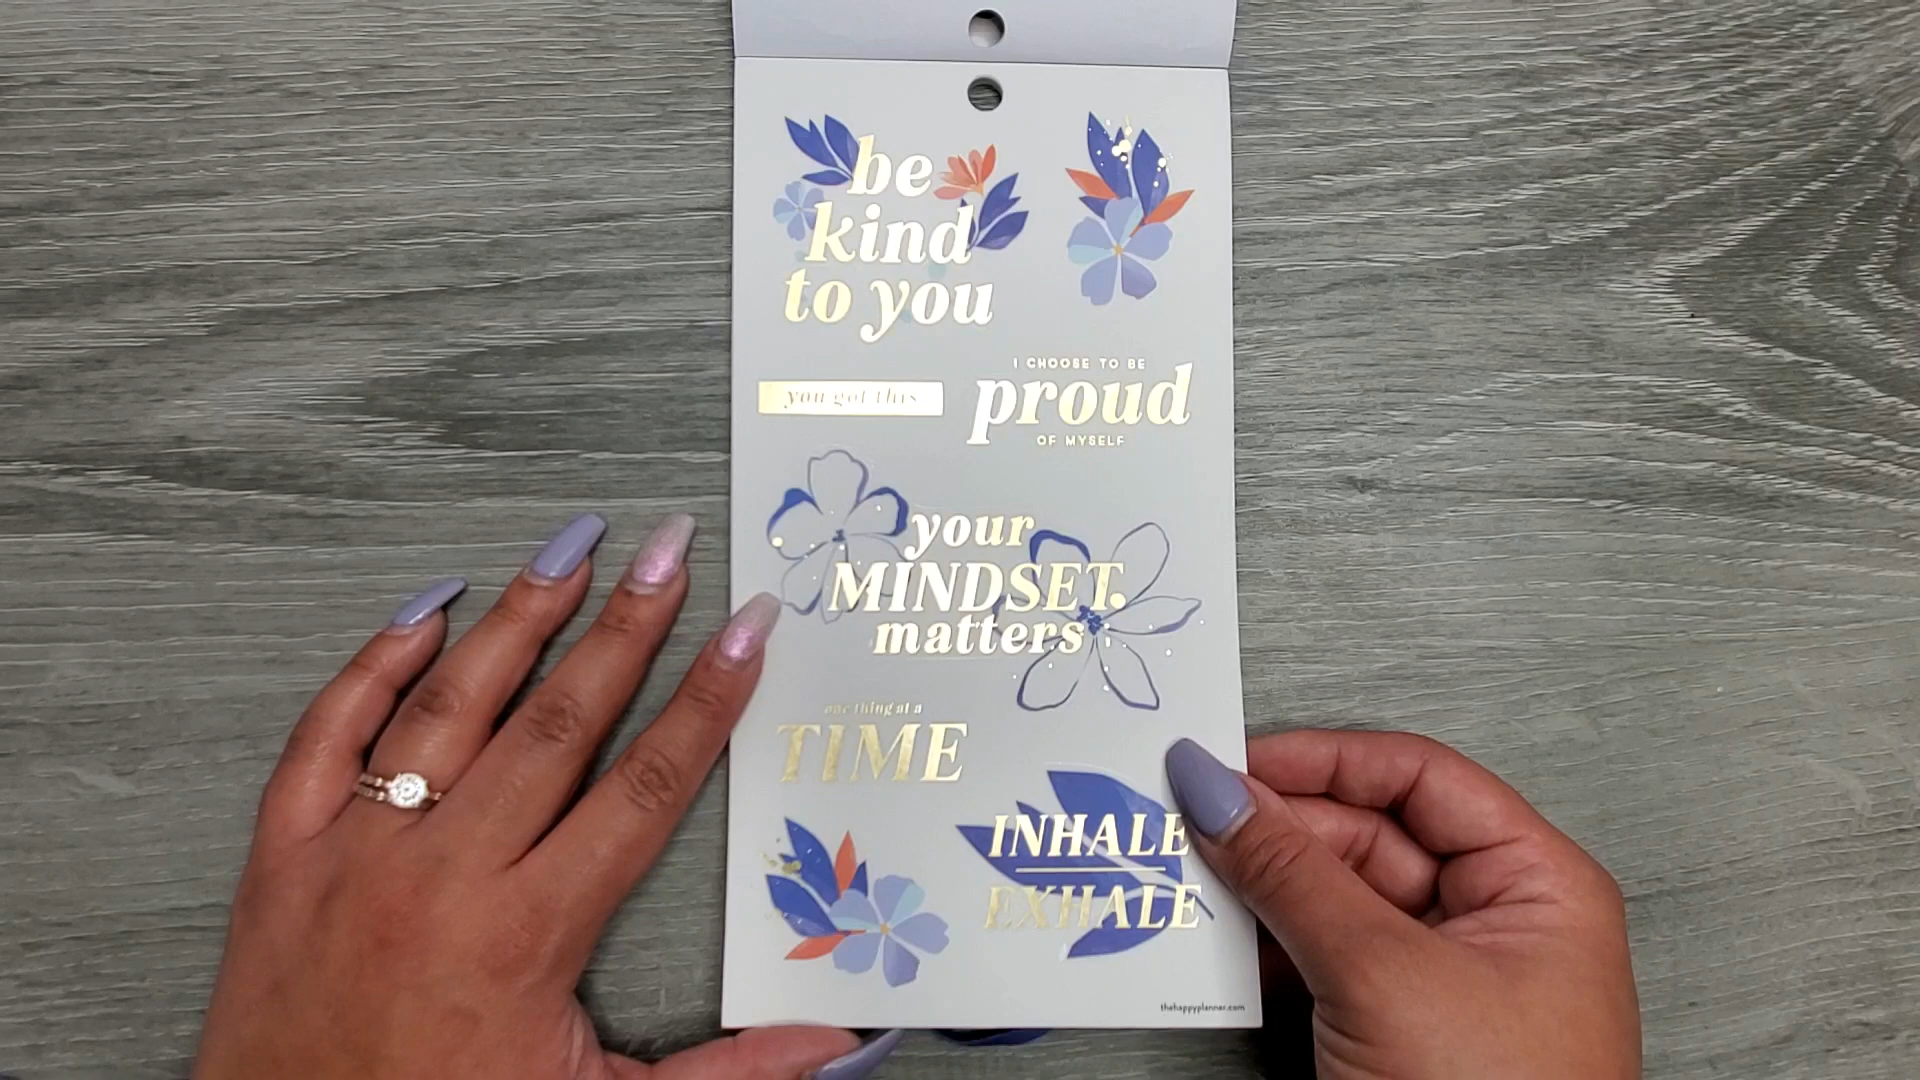 be
kind
to you
you got this
I CHOOSE TO BE
proud
OF MYSELF
your
MINDSET
matters
one thing at a
TIME
INHALE
EXHALE
thehappyplanner.com